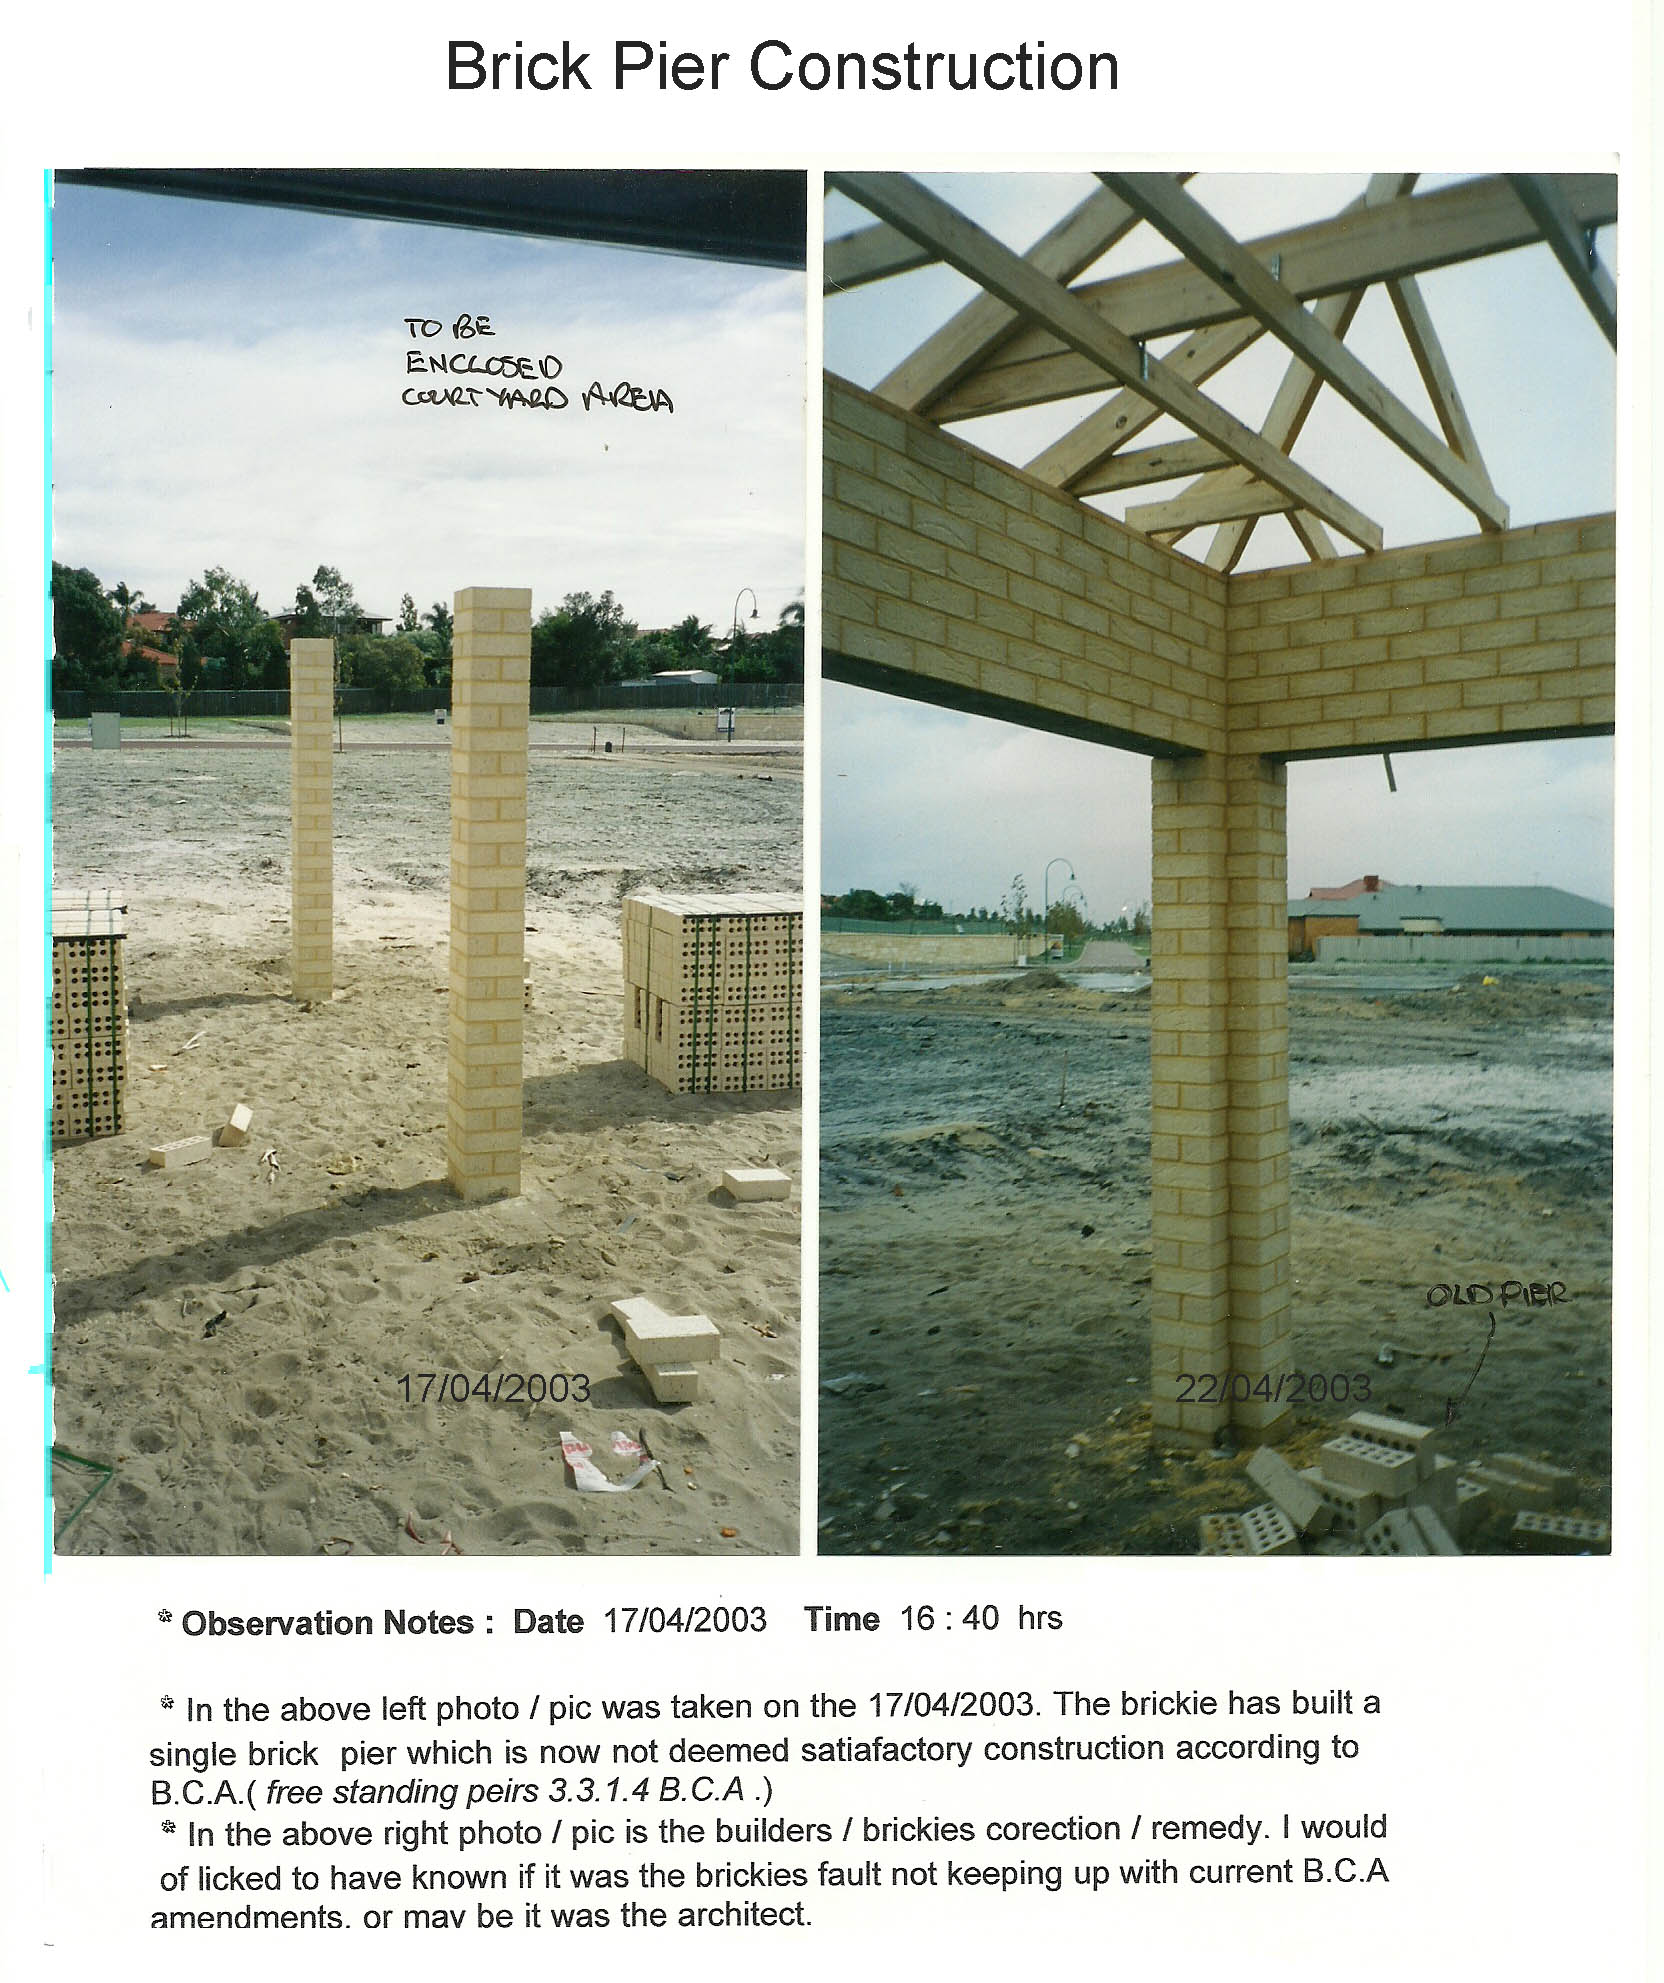 Brick Pier Construction
TO BE
ENCLOSED
COURTYARD AREA
OLD PIER
17/04/2003
22/04/2003
* Observation Notes : Date 17/04/2003 Time 16 : 40 hrs
* In the above left photo / pic was taken on the 17/04/2003. The brickie has built a
single brick pier which is now not deemed satiafactory construction according to
B.C.A.( free standing peirs 3.3.1.4 B.C.A .)
* In the above right photo / pic is the builders / brickies corection / remedy. I would
of licked to have known if it was the brickies fault not keeping up with current B.C.A
amendments. or may be it was the architect.